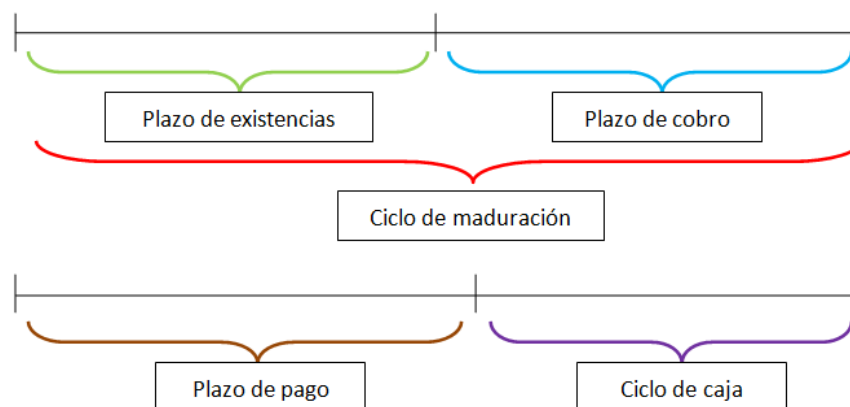 Plazo de existencias
Plazo de cobro
Ciclo de maduración
Plazo de pago
Ciclo de caja